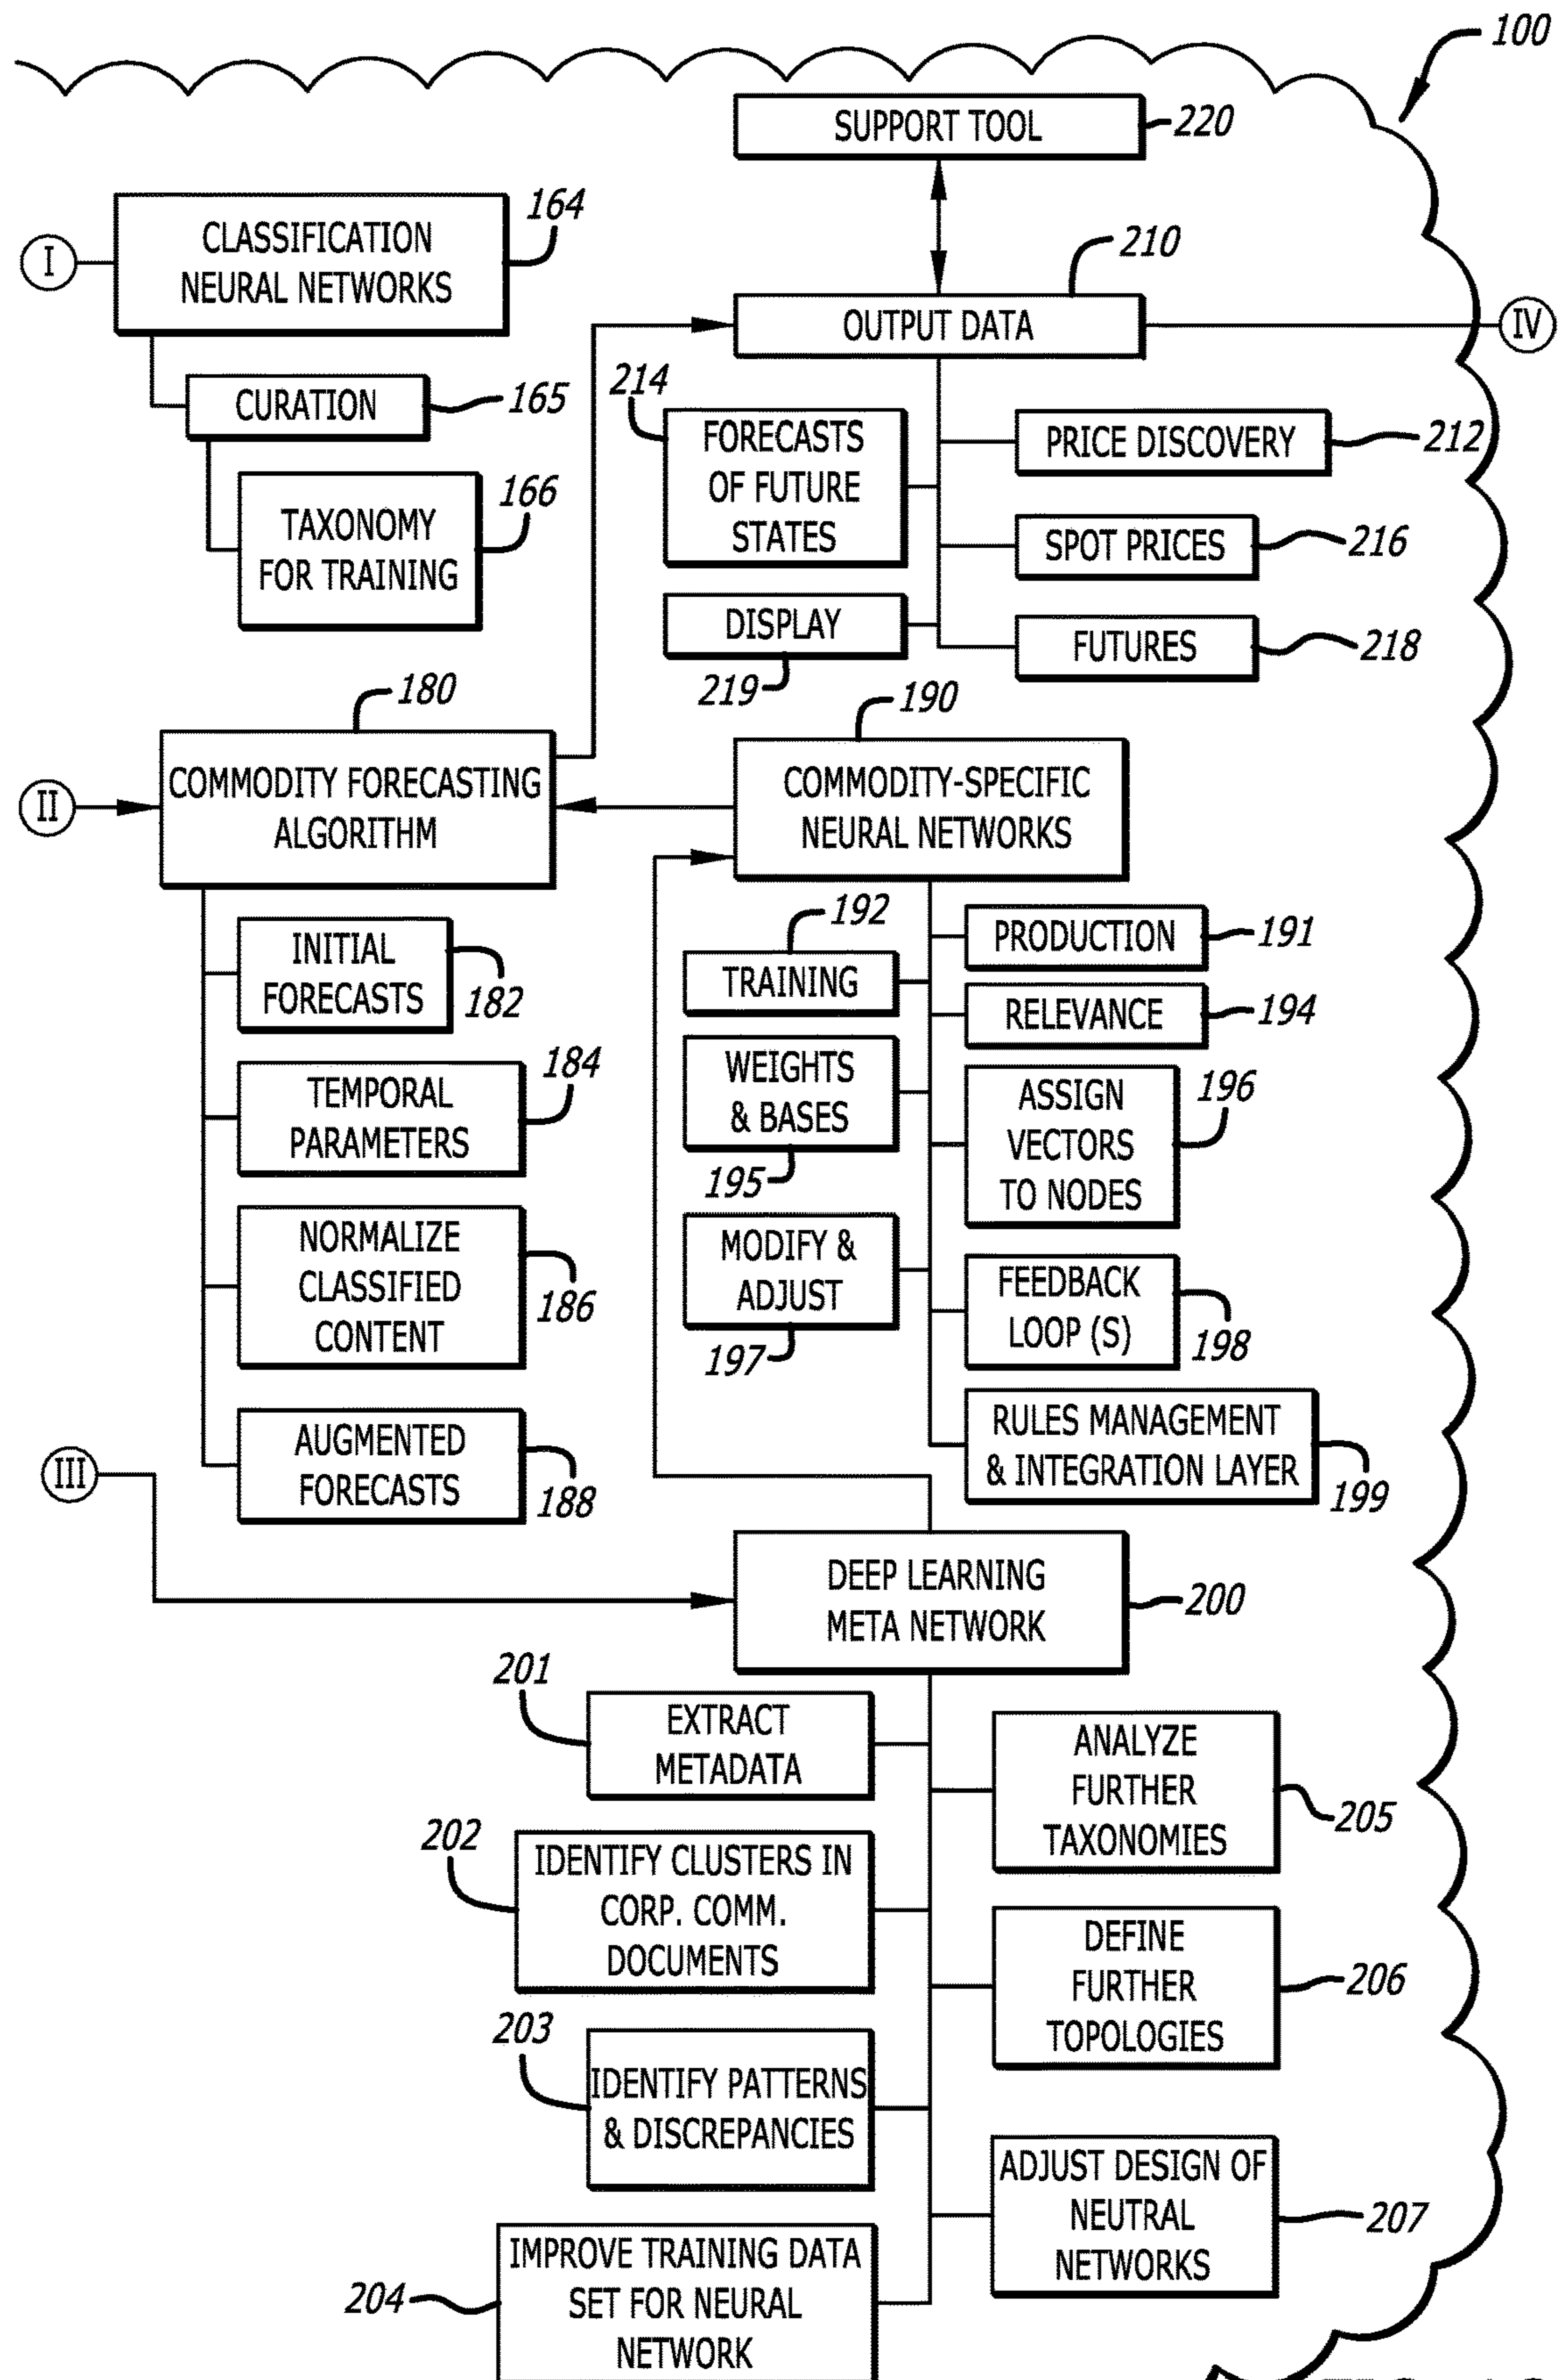 100
SUPPORT TOOL
220
I
CLASSIFICATION
NEURAL NETWORKS
164
CURATION
165
TAXONOMY
FOR TRAINING
166
OUTPUT DATA
210
IV
214
FORECASTS
OF FUTURE
STATES
PRICE DISCOVERY
212
SPOT PRICES
216
DISPLAY
219
FUTURES
218
II
COMMODITY FORECASTING
ALGORITHM
180
COMMODITY-SPECIFIC
NEURAL NETWORKS
190
INITIAL
FORECASTS
182
TEMPORAL
PARAMETERS
184
NORMALIZE
CLASSIFIED
CONTENT
186
AUGMENTED
FORECASTS
188
192
TRAINING
PRODUCTION
191
RELEVANCE
194
WEIGHTS
& BASES
195
ASSIGN
VECTORS
TO NODES
196
MODIFY &
ADJUST
197
FEEDBACK
LOOP (S)
198
RULES MANAGEMENT
& INTEGRATION LAYER
199
III
DEEP LEARNING
META NETWORK
200
201
EXTRACT
METADATA
ANALYZE
FURTHER
TAXONOMIES
205
202
IDENTIFY CLUSTERS IN
CORP. COMM.
DOCUMENTS
DEFINE
FURTHER
TOPOLOGIES
206
203
IDENTIFY PATTERNS
& DISCREPANCIES
ADJUST DESIGN OF
NEUTRAL
NETWORKS
207
204
IMPROVE TRAINING DATA
SET FOR NEURAL
NETWORK